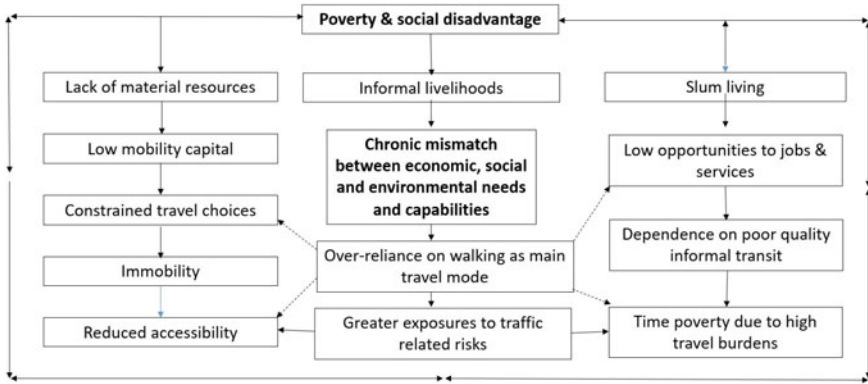 Poverty & social disadvantage
Lack of material resources
Informal livelihoods
Slum living
Low mobility capital
Chronic mismatch
between economic, social
and environmental needs
and capabilities
Low opportunities to jobs &
services
Constrained travel choices
Dependence on poor quality
informal transit
Over-reliance on walking as main
travel mode
Immobility
Reduced accessibility
Greater exposures to traffic
related risks
Time poverty due to high
travel burdens